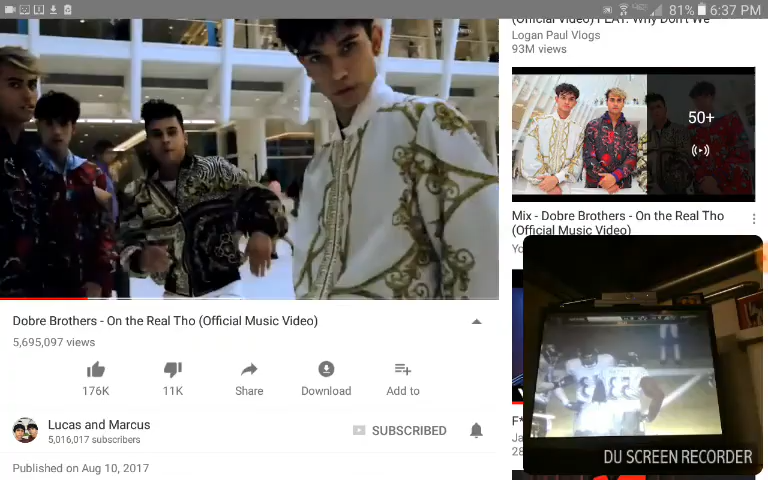 81% 6:37 PM
(Official Video) FEAT. Why Don't We
Logan Paul Vlogs
93M views
50+
Mix - Dobre Brothers - On the Real Tho
(Official Music Video)
Dobre Brothers - On the Real Tho (Official Music Video)
5,695,097 views
176K
11K
Share
Download
Add to
Lucas and Marcus
5,016,017 subscribers
SUBSCRIBED
Published on Aug 10, 2017
DU SCREEN RECORDER